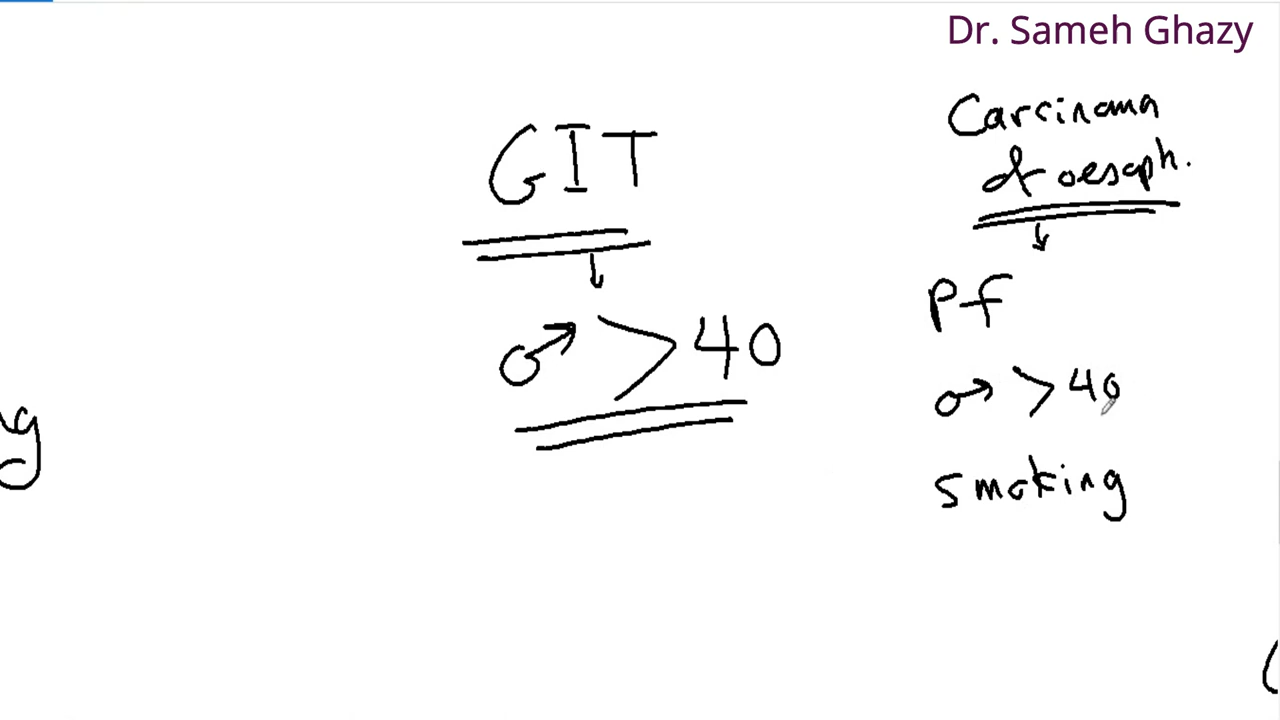 Dr. Sameh Ghazy
GIT
♂ > 40
Carcinoma
of oesoph.
PF
♂ > 40
smoking